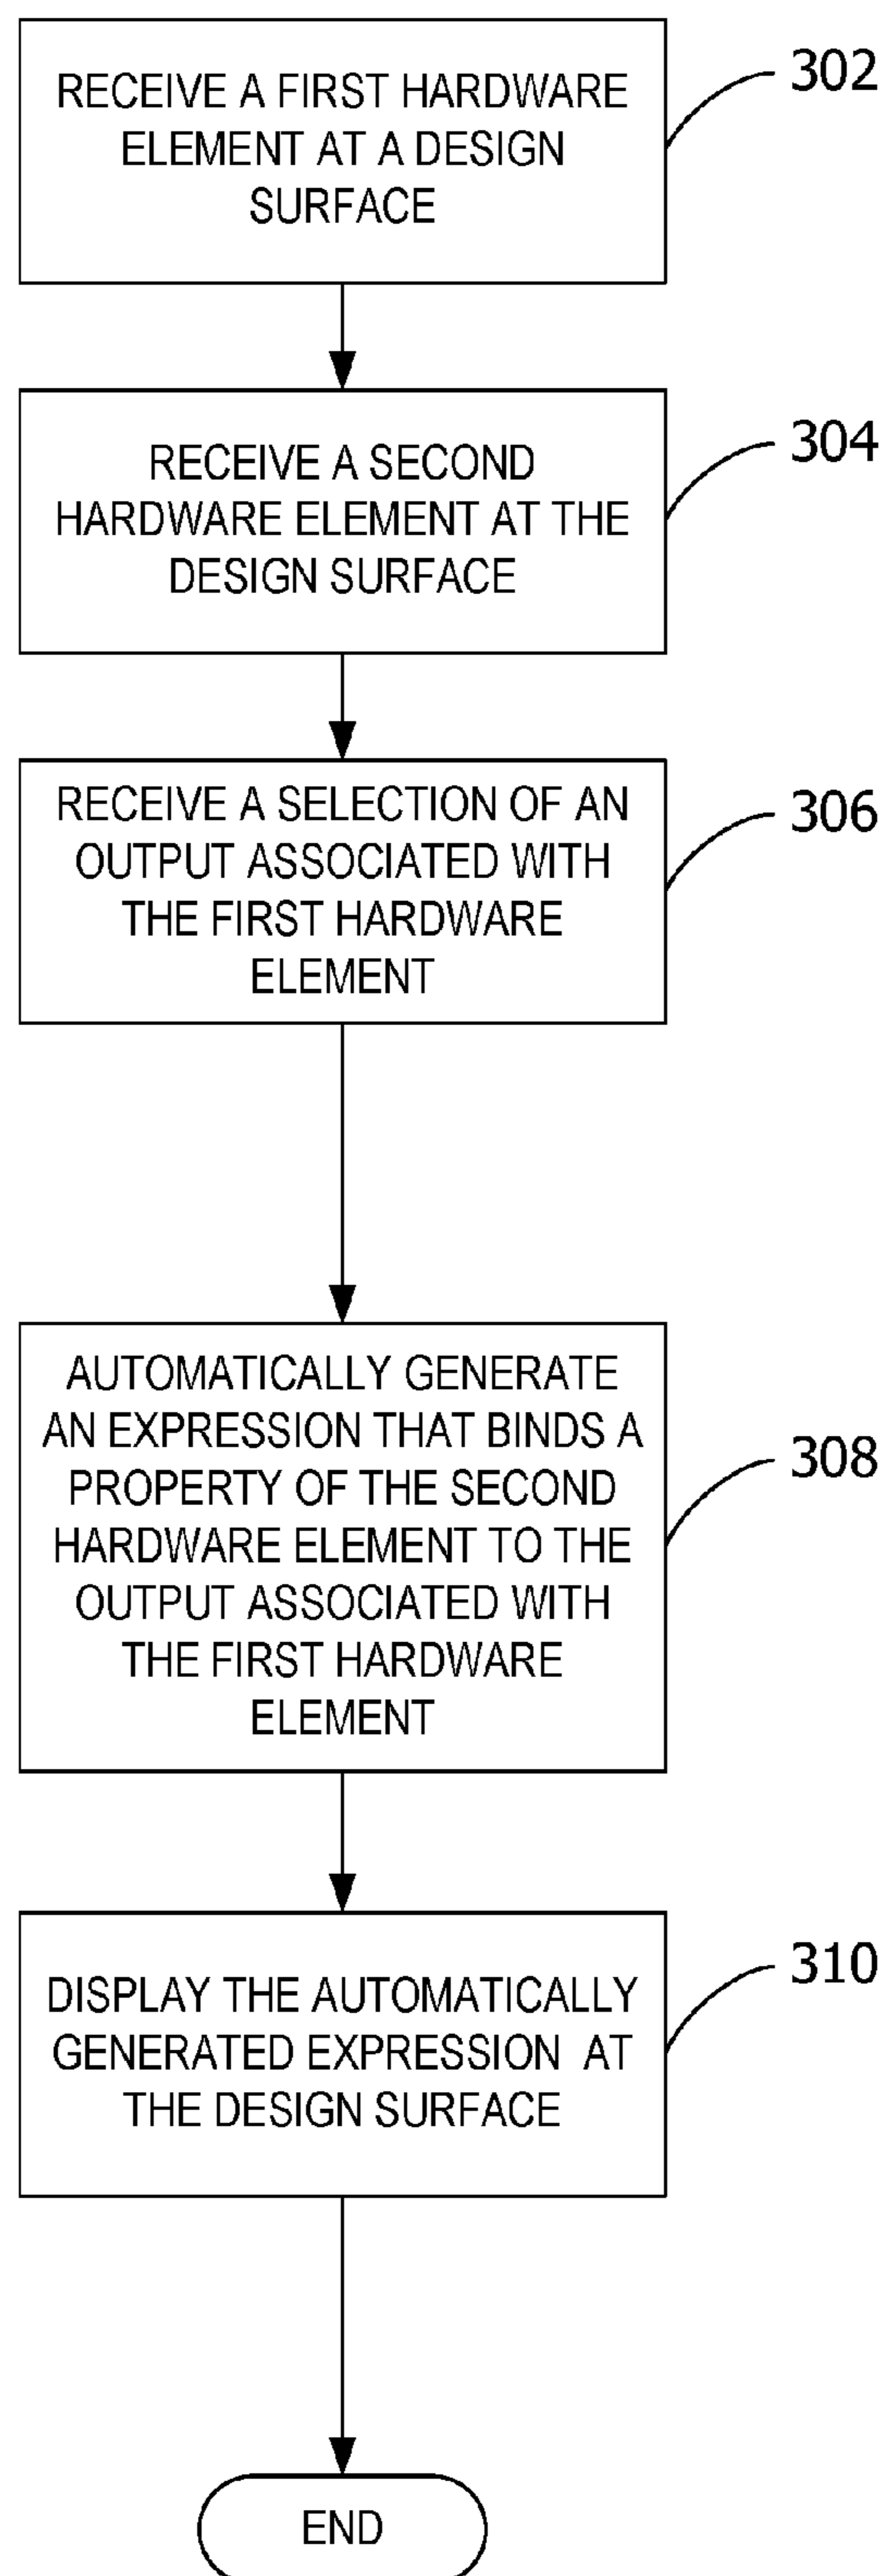 RECEIVE A FIRST HARDWARE
ELEMENT AT A DESIGN
SURFACE
302
RECEIVE A SECOND
HARDWARE ELEMENT AT THE
DESIGN SURFACE
304
RECEIVE A SELECTION OF AN
OUTPUT ASSOCIATED WITH
THE FIRST HARDWARE
ELEMENT
306
AUTOMATICALLY GENERATE
AN EXPRESSION THAT BINDS A
PROPERTY OF THE SECOND
HARDWARE ELEMENT TO THE
OUTPUT ASSOCIATED WITH
THE FIRST HARDWARE
ELEMENT
308
DISPLAY THE AUTOMATICALLY
GENERATED EXPRESSION AT
THE DESIGN SURFACE
310
END